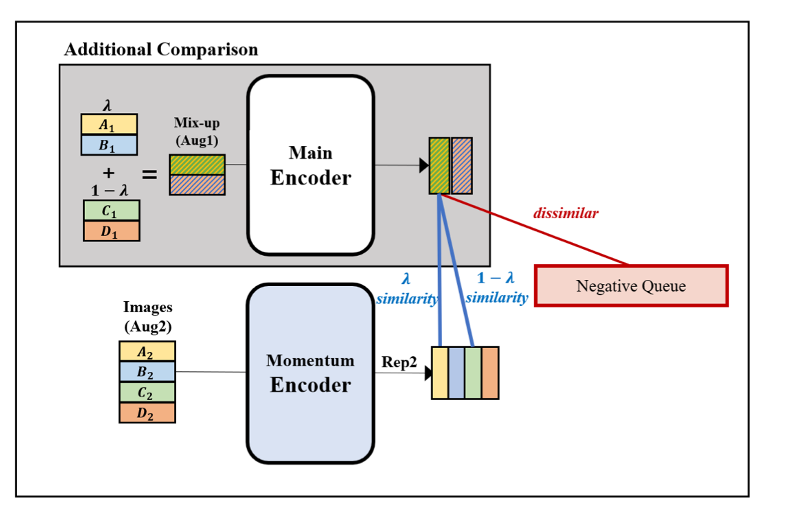 Additional Comparison
λ
A₁
B₁
+
1 − λ
C₁
D₁
=
Mix-up
(Aug1)
Main
Encoder
dissimilar
Negative Queue
λ
similarity
1 − λ
similarity
Images
(Aug2)
A₂
B₂
C₂
D₂
Momentum
Encoder
Rep2